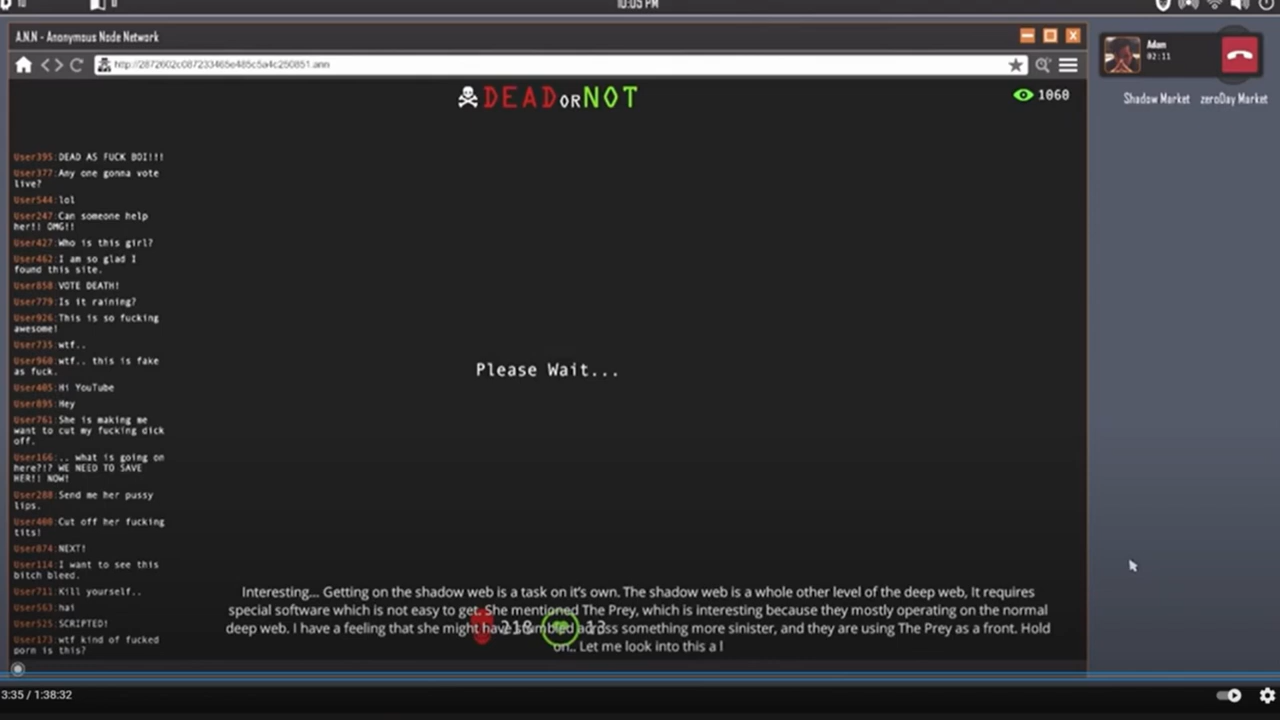 10:05 PM
A.N.N - Anonymous Node Network
Adam
02:11
http://2872602c087233465e485c5a4c250851.ann
DEAD OR NOT
1060
Shadow Market zeroDay Market
User395: DEAD AS FUCK BOI!!!
User377: Any one gonna vote
live?
User544: lol
User247: Can someone help
her!! OMG!!
User427: Who is this girl?
User462: I am so glad I
found this site.
User858: VOTE DEATH!
User779: Is it raining?
User926: This is so fucking
awesome!
User735: wtf..
User960: wtf.. this is fake
as fuck.
User405: Hi YouTube
User895: Hey
User761: She is making me
want to cut my fucking dick
off.
User166: .. what is going on
here?!? WE NEED TO SAVE
HER!! NOW!
User288: Send me her pussy
lips.
User400: Cut off her fucking
tits!
User874: NEXT!
User114: I want to see this
bitch bleed.
User711: Kill yourself..
User563: hai
User525: SCRIPTED!
User173: wtf kind of fucked
porn is this?
Please Wait...
Interesting... Getting on the shadow web is a task on it's own. The shadow web is a whole other level of the deep web, It requires
special software which is not easy to get. She mentioned The Prey, which is interesting because they mostly operating on the normal
deep web. I have a feeling that she might have stumbled across something more sinister, and they are using The Prey as a front. Hold
on.. Let me look into this a l
218 13
3:35 / 1:38:32